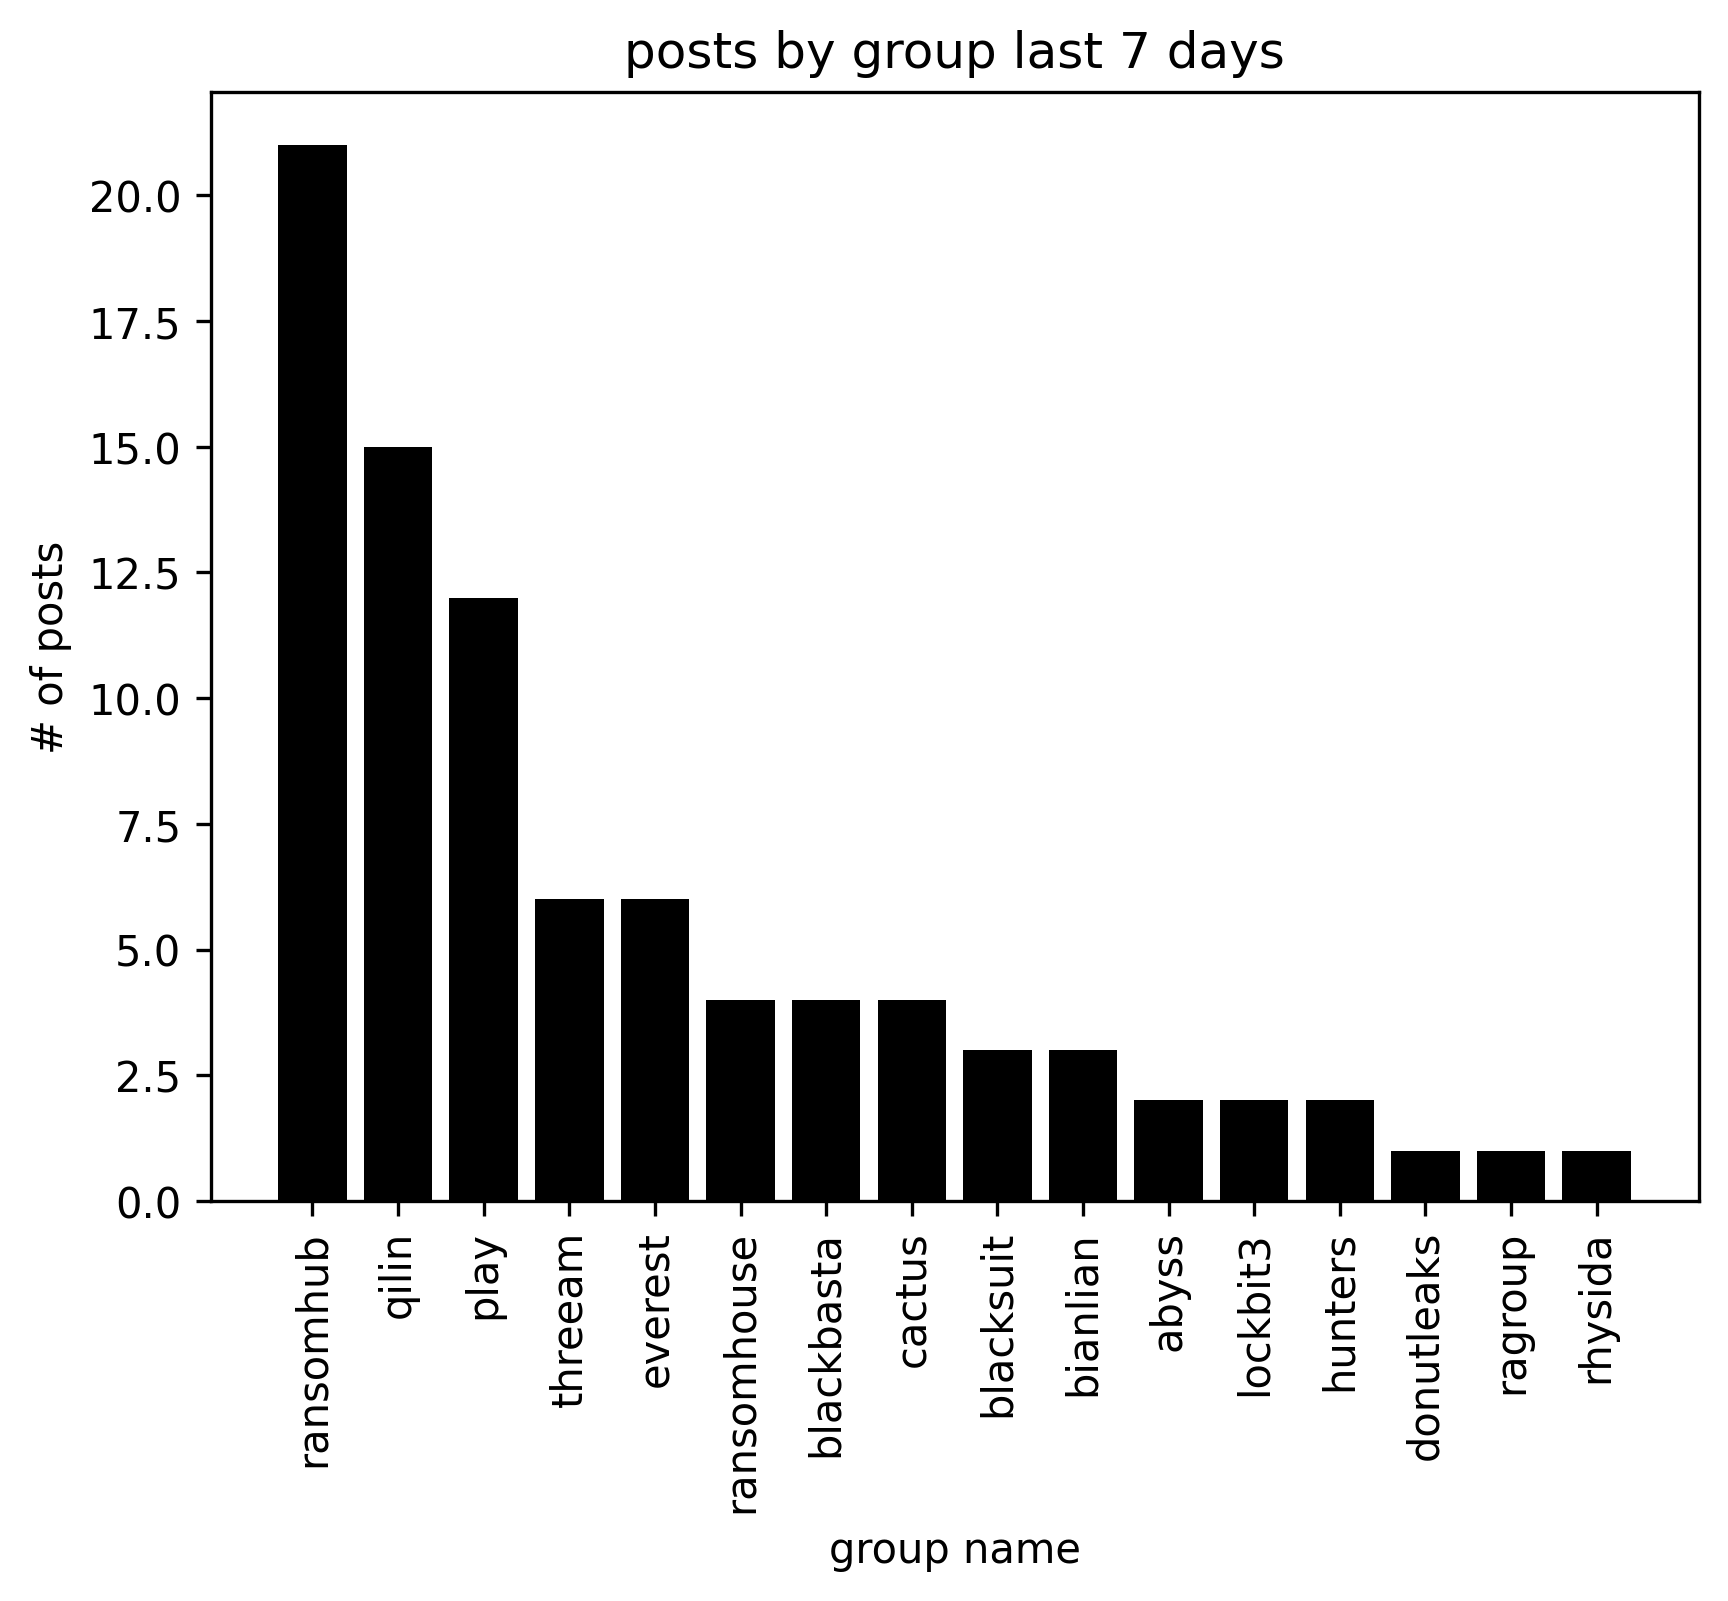 posts by group last 7 days
# of posts
20.0
17.5
15.0
12.5
10.0
7.5
5.0
2.5
0.0
ransomhub
qilin
play
threeam
everest
ransomhouse
blackbasta
cactus
blacksuit
bianlian
abyss
lockbit3
hunters
donutleaks
ragroup
rhysida
group name